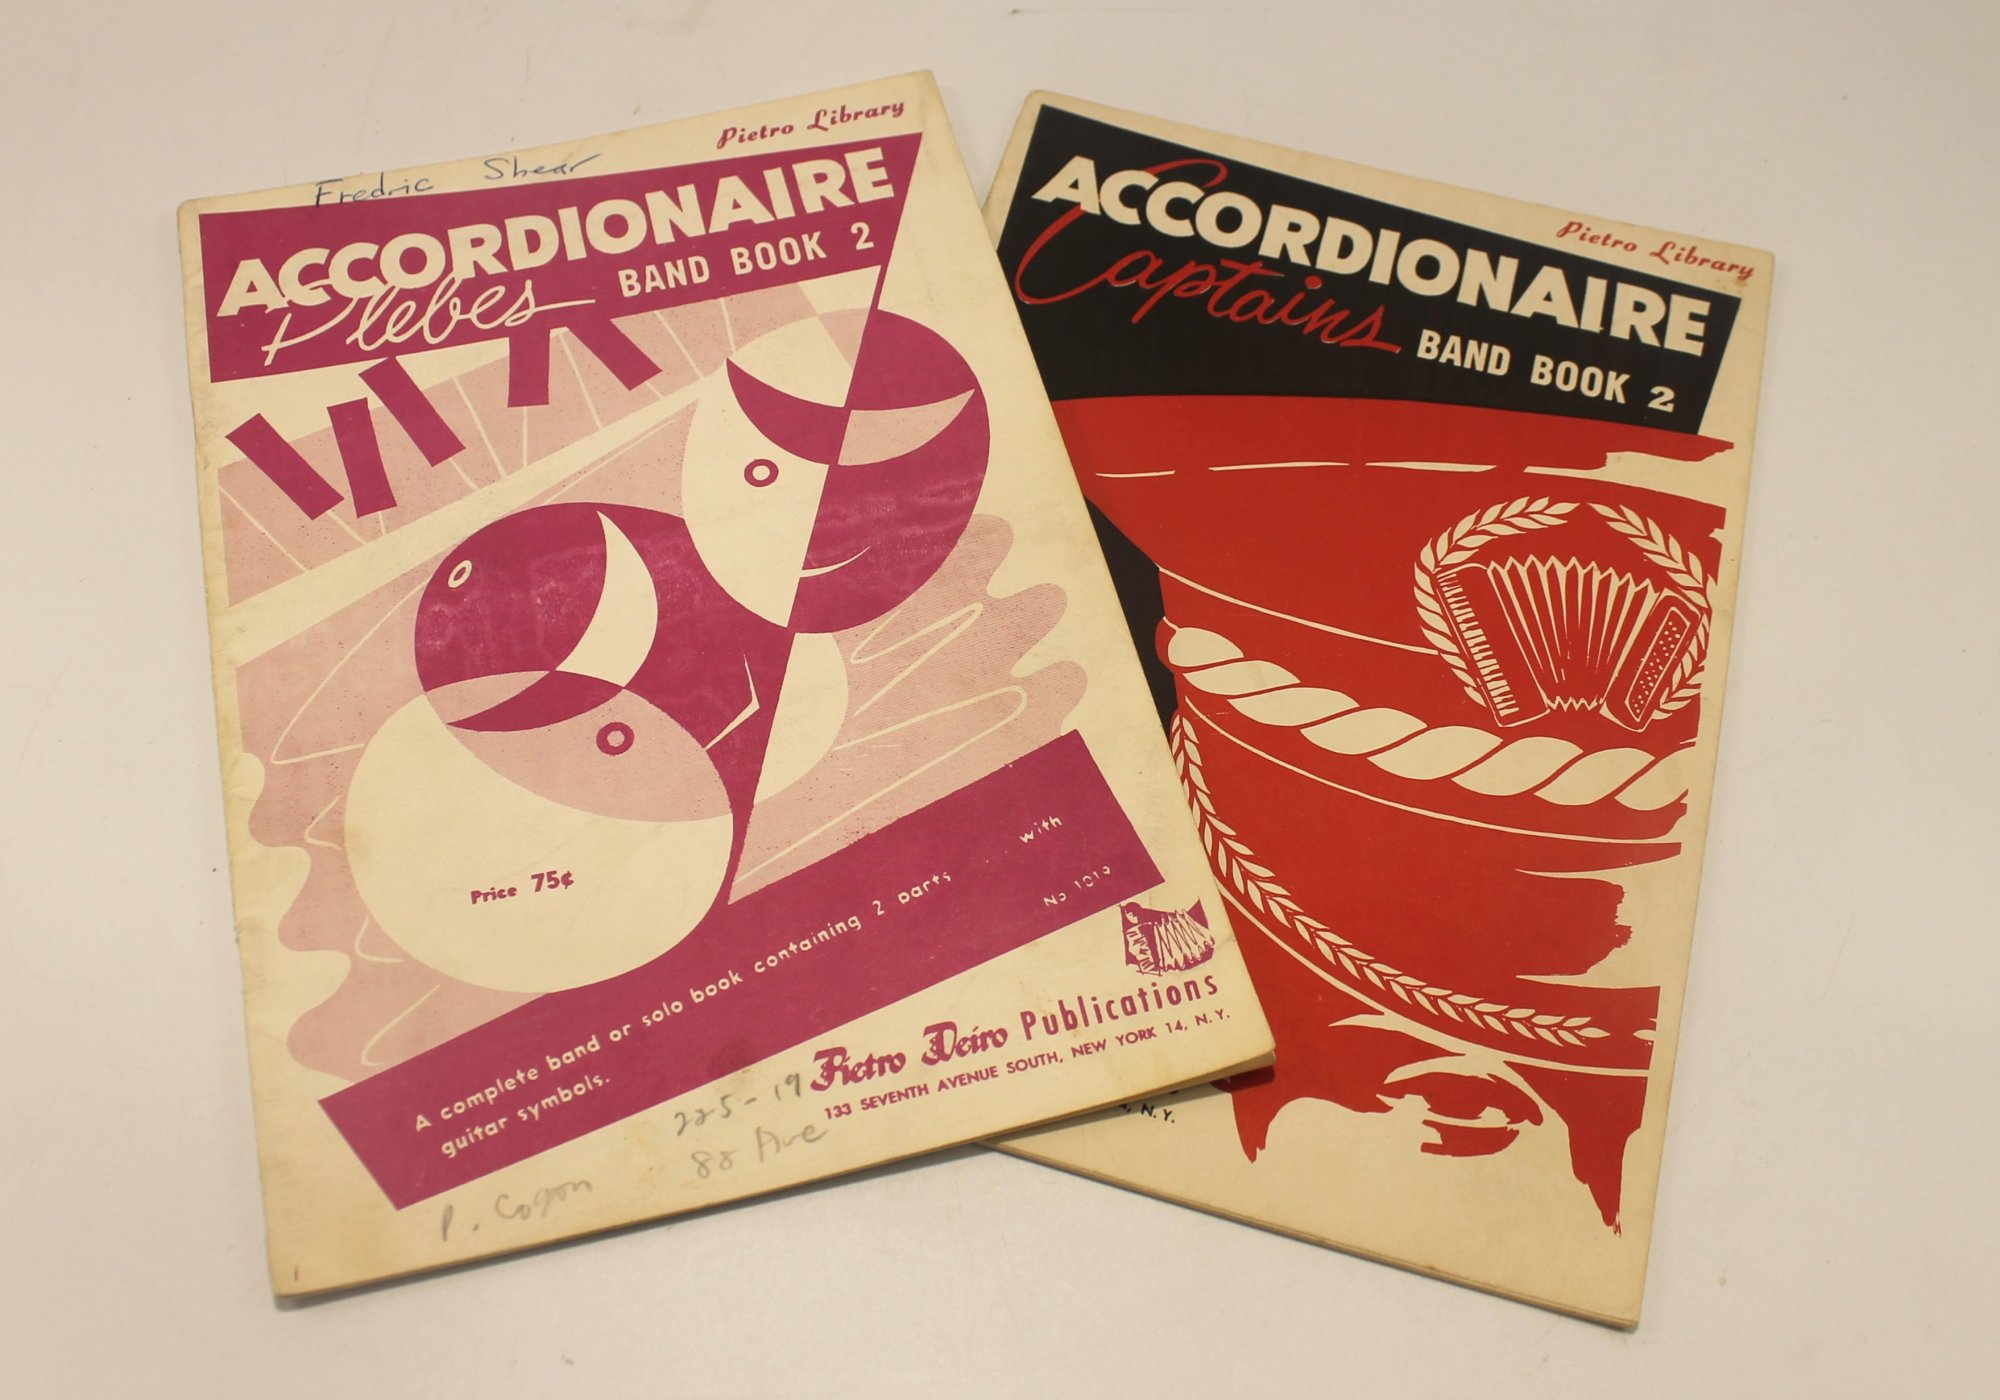 Pietro Library
Fredric Shear
ACCORDIONAIRE
Plebes BAND BOOK 2
Price 75¢
A complete band or solo book containing 2 parts with
guitar symbols.
No 1019
Pietro Deiro Publications
133 SEVENTH AVENUE SOUTH, NEW YORK 14, N.Y.
225-19
88 Ave
P. Cogon
Pietro Library
ACCORDIONAIRE
Captains BAND BOOK 2
N.Y.